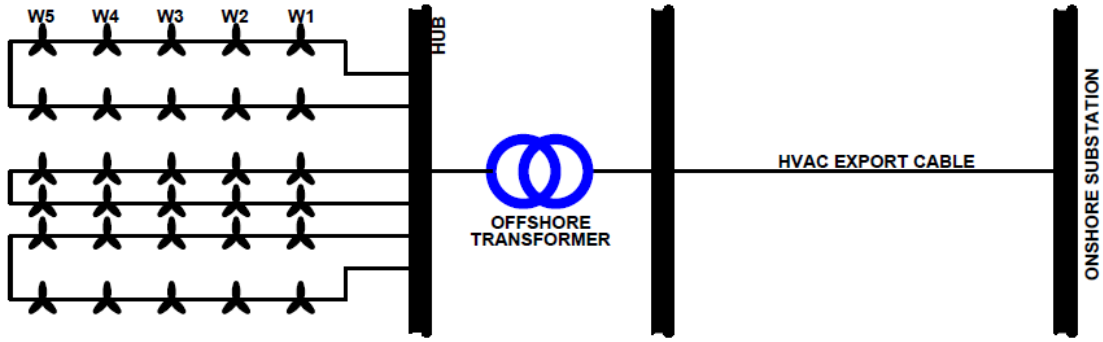 W5 W4 W3 W2 W1
HUB
OFFSHORE
TRANSFORMER
HVAC EXPORT CABLE
ONSHORE SUBSTATION